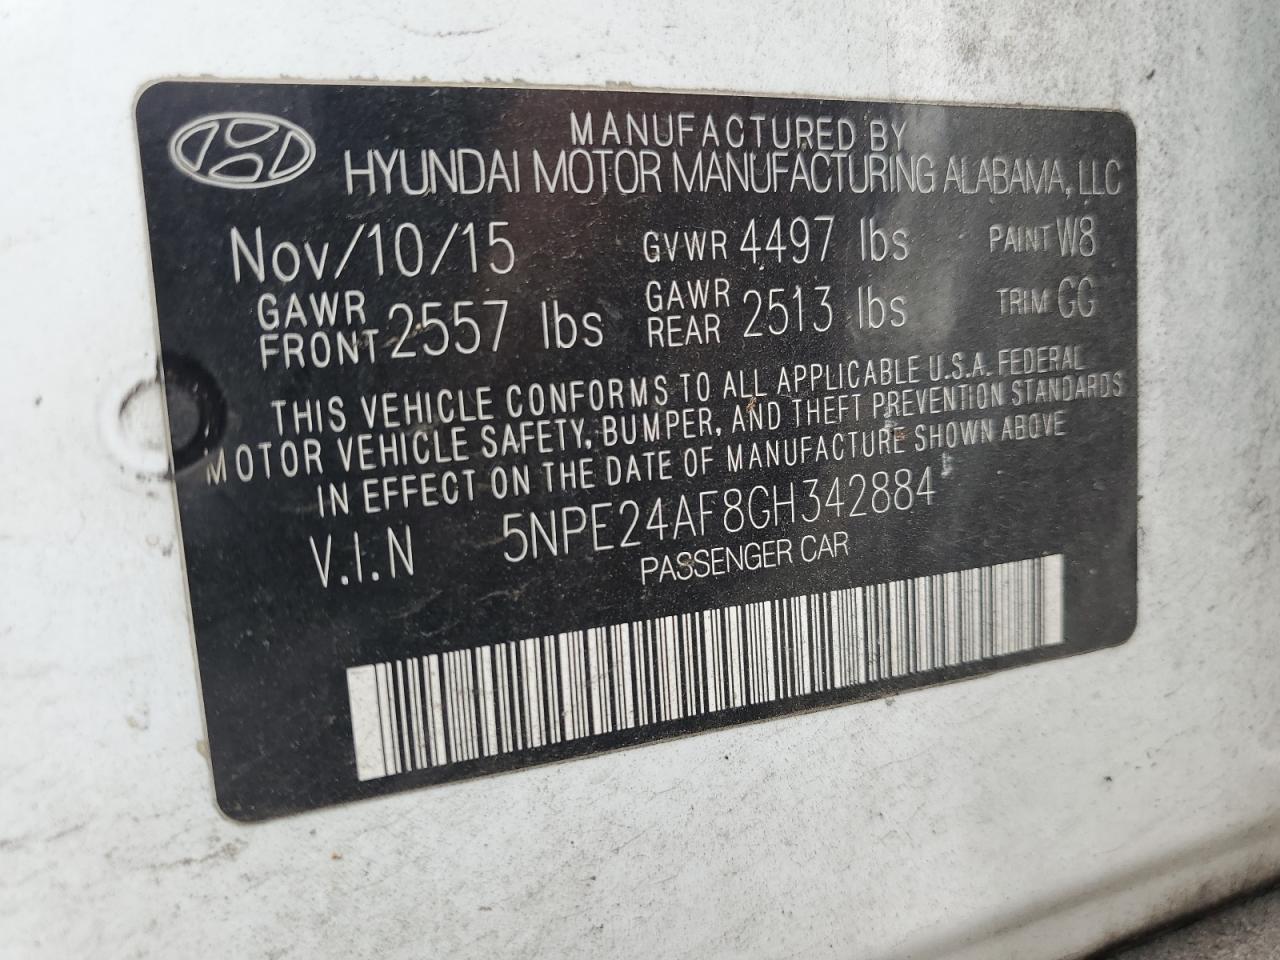 MANUFACTURED BY
HYUNDAI MOTOR MANUFACTURING ALABAMA, LLC
Nov/10/15 GVWR 4497 lbs PAINT W8
GAWR FRONT 2557 lbs GAWR REAR 2513 lbs TRIM GG
THIS VEHICLE CONFORMS TO ALL APPLICABLE U.S.A. FEDERAL
MOTOR VEHICLE SAFETY, BUMPER, AND THEFT PREVENTION STANDARDS
IN EFFECT ON THE DATE OF MANUFACTURE SHOWN ABOVE
V.I.N 5NPE24AF8GH342884
PASSENGER CAR